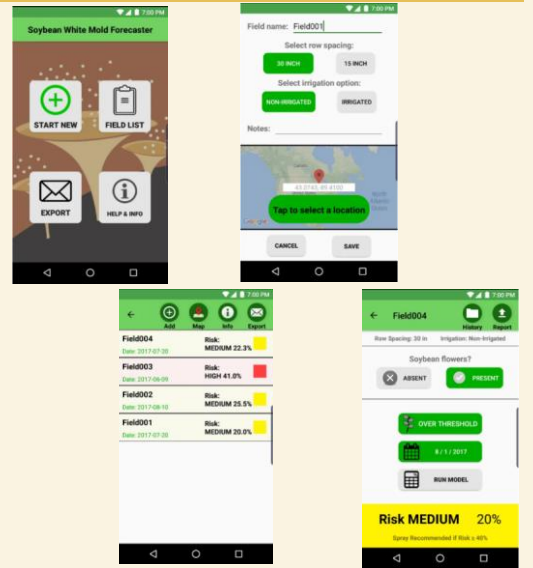 7:00 PM
Soybean White Mold Forecaster
START NEW
FIELD LIST
EXPORT
HELP & INFO
7:00 PM
Field name: Field001
Select row spacing:
30 INCH
15 INCH
Select irrigation option:
NON-IRRIGATED
IRRIGATED
Notes:
Tap to select a location
CANCEL
SAVE
7:00 PM
Add
Map
Info
Export
Field004
Date: 2017-07-20
Risk:
MEDIUM 22.3%
Field003
Date: 2017-06-09
Risk:
HIGH 41.0%
Field002
Date: 2017-08-10
Risk:
MEDIUM 25.5%
Field001
Date: 2017-07-20
Risk:
MEDIUM 20.0%
7:00 PM
Field004
History
Report
Row Spacing: 30 in
Irrigation: Non-Irrigated
Soybean flowers?
ABSENT
PRESENT
OVER THRESHOLD
8 / 1 / 2017
RUN MODEL
Risk MEDIUM 20%
Spray Recommended if Risk ≥ 40%